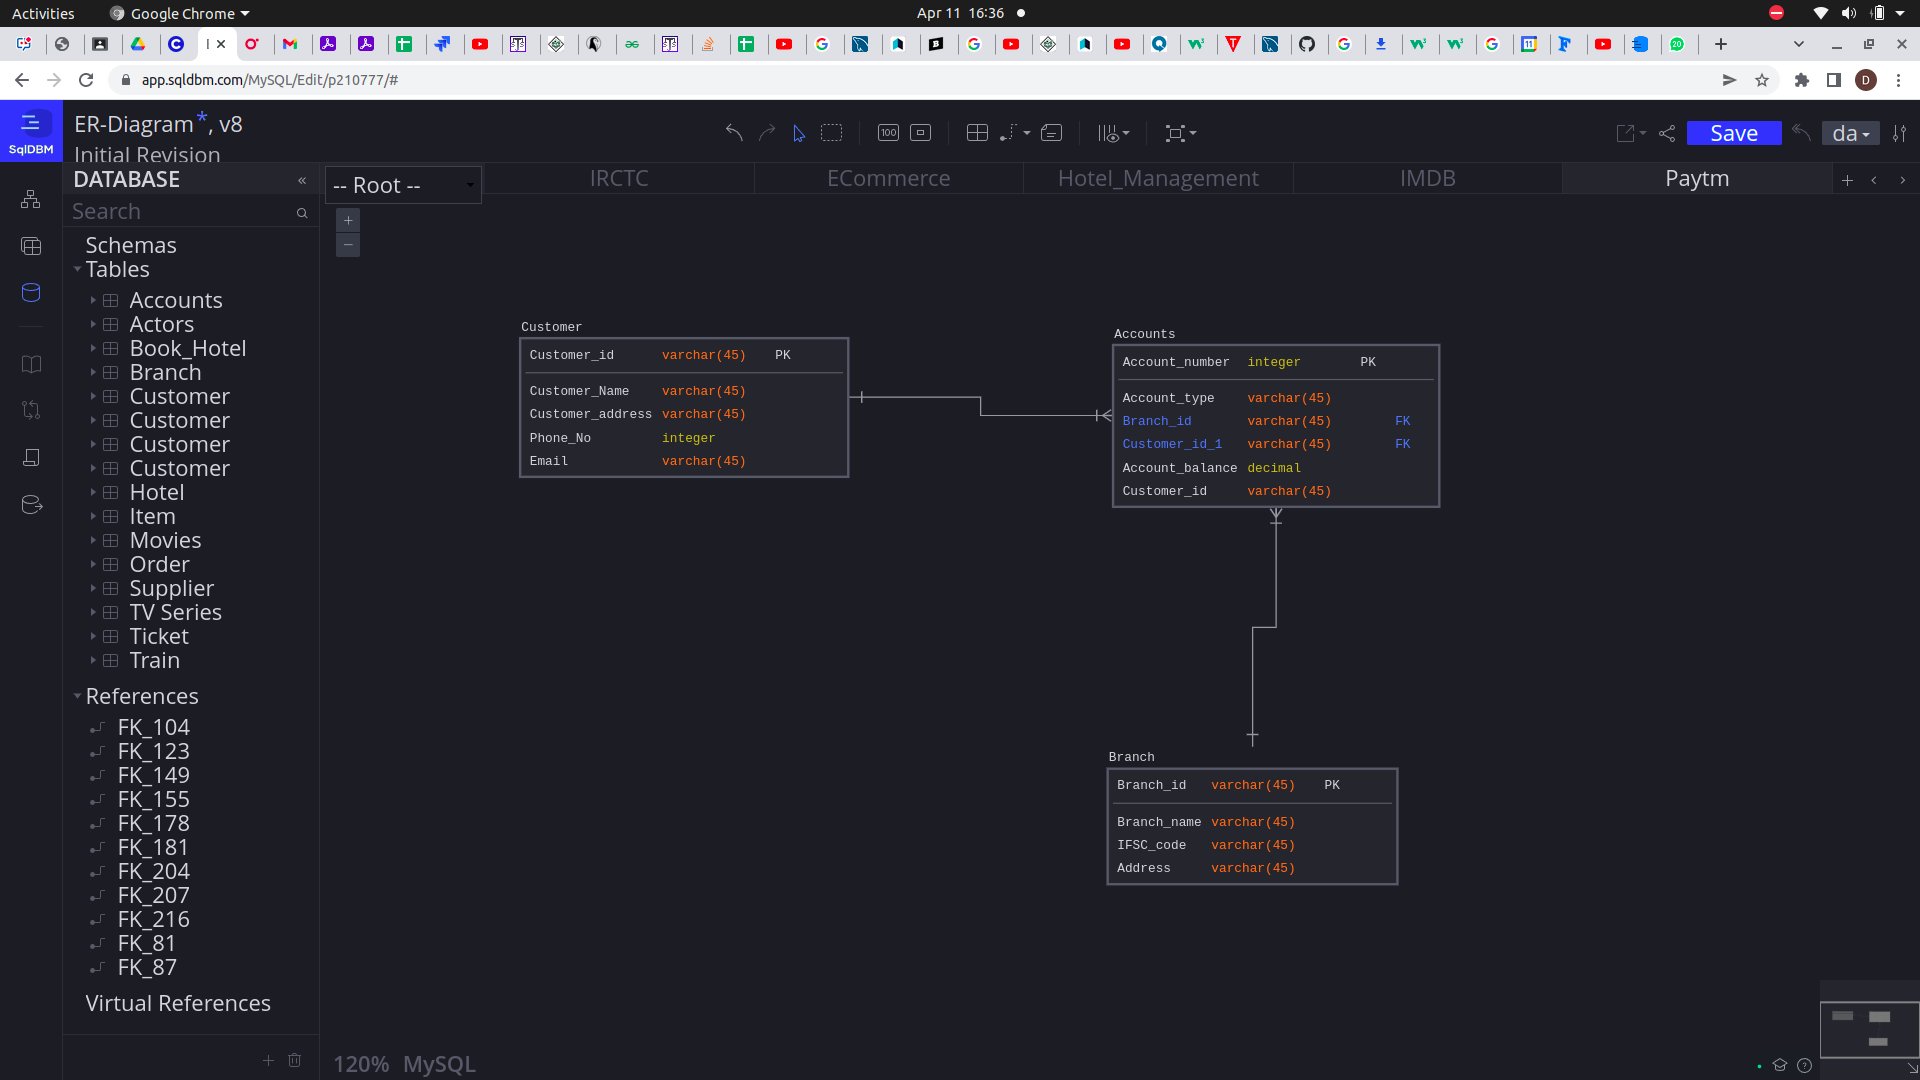 Activities
Google Chrome
Apr 11 16:36
app.sqldbm.com/MySQL/Edit/p210777/#
D
20
SqlDBM
ER-Diagram*, v8
Initial Revision
100
Save
da
DATABASE
-- Root --
IRCTC
ECommerce
Hotel_Management
IMDB
Paytm
Search
Schemas
Tables
Accounts
Actors
Book_Hotel
Branch
Customer
Customer
Customer
Customer
Hotel
Item
Movies
Order
Supplier
TV Series
Ticket
Train
References
FK_104
FK_123
FK_149
FK_155
FK_178
FK_181
FK_204
FK_207
FK_216
FK_81
FK_87
Virtual References
Customer
Customer_id varchar(45) PK
Customer_Name varchar(45)
Customer_address varchar(45)
Phone_No integer
Email varchar(45)
Accounts
Account_number integer PK
Account_type varchar(45)
Branch_id varchar(45) FK
Customer_id_1 varchar(45) FK
Account_balance decimal
Customer_id varchar(45)
Branch
Branch_id varchar(45) PK
Branch_name varchar(45)
IFSC_code varchar(45)
Address varchar(45)
120% MySQL